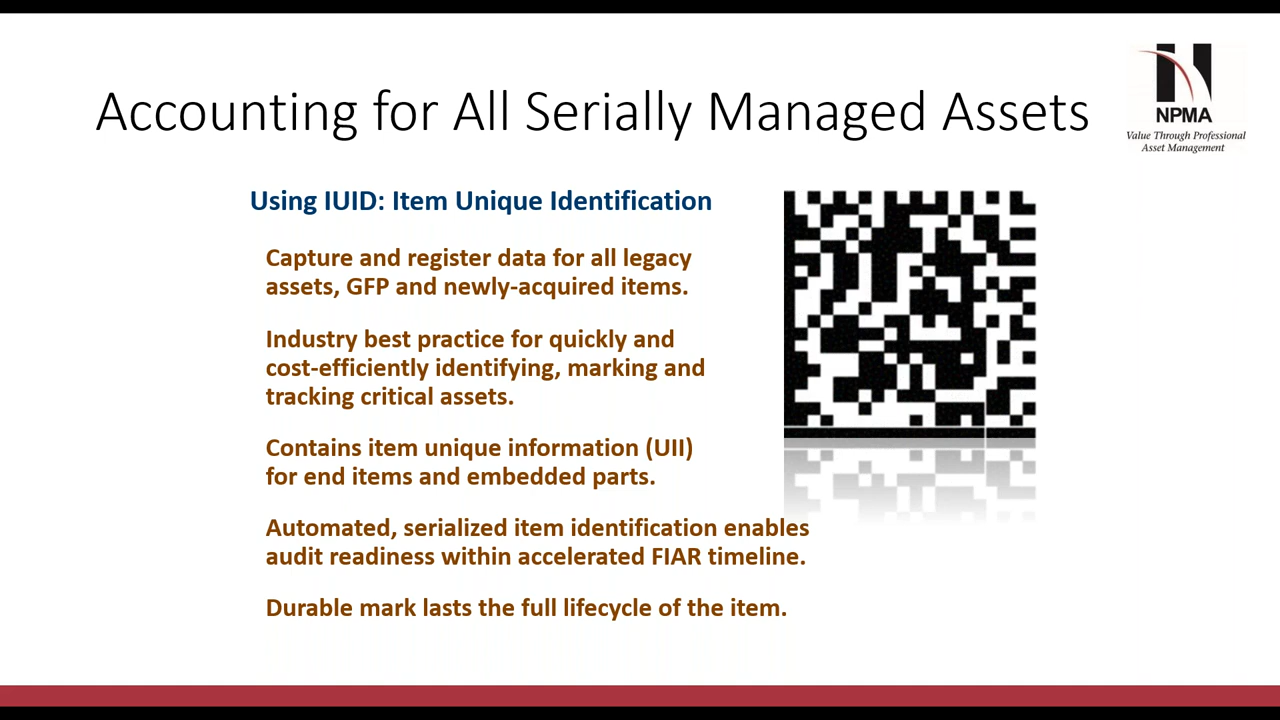 Accounting for All Serially Managed Assets
NPMA
Value Through Professional
Asset Management
Using IUID: Item Unique Identification
Capture and register data for all legacy
assets, GFP and newly-acquired items.
Industry best practice for quickly and
cost-efficiently identifying, marking and
tracking critical assets.
Contains item unique information (UII)
for end items and embedded parts.
Automated, serialized item identification enables
audit readiness within accelerated FIAR timeline.
Durable mark lasts the full lifecycle of the item.